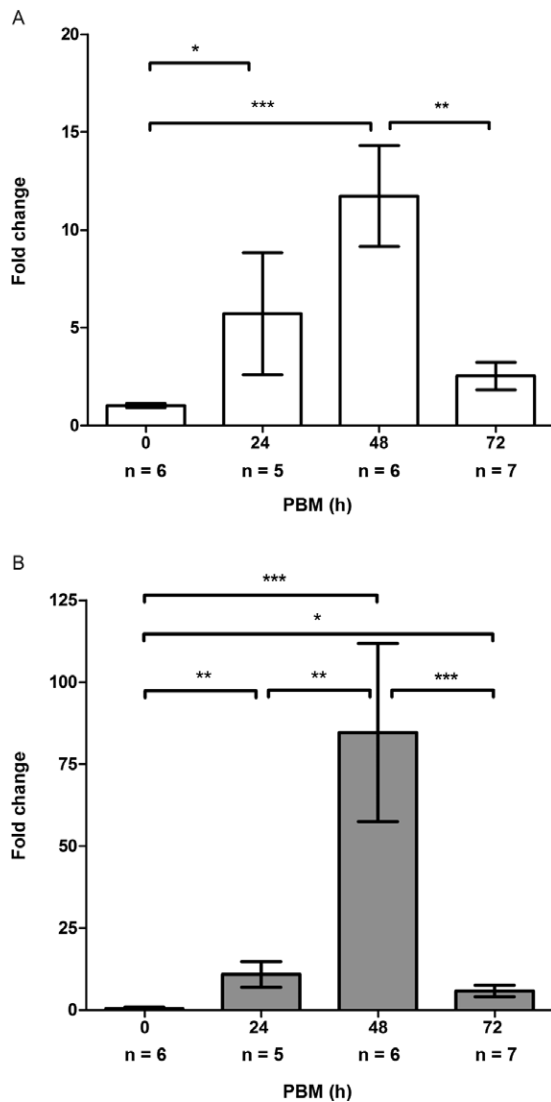 A
20
*
***
**
15
Fold change
10
5
0
0 24 48 72
n = 6 n = 5 n = 6 n = 7
PBM (h)
B
***
125
*
100
** ** ***
75
Fold change
50
25
0
0 24 48 72
n = 6 n = 5 n = 6 n = 7
PBM (h)